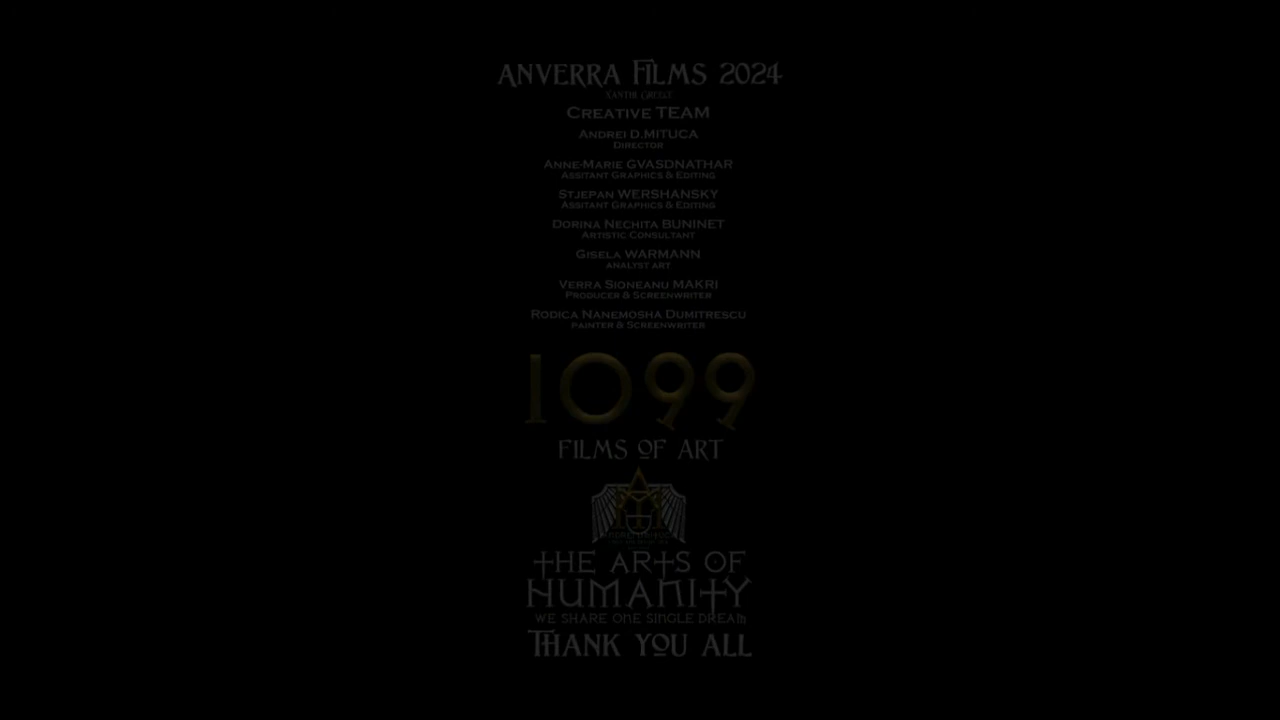 ANVERRA FILMS 2024
XANTHI GREECE
CREATIVE TEAM
ANDREI D.MITUCA
DIRECTOR
ANNE-MARIE GVASDNATHAR
ASSITANT GRAPHICS & EDITING
STJEPAN WERSHANSKY
ASSITANT GRAPHICS & EDITING
DORINA NECHITA BUNINET
ARTISTIC CONSULTANT
GISELA WARMANN
ANALYST ART
VERRA SIONEANU MAKRI
PRODUCER & SCREENWRITER
RODICA NANEMOSHA DUMITRESCU
PAINTER & SCREENWRITER
1099
FILMS OF ART
THE ARTS OF
HUMANITY
WE SHARE ONE SINGLE DREAM
THANK YOU ALL